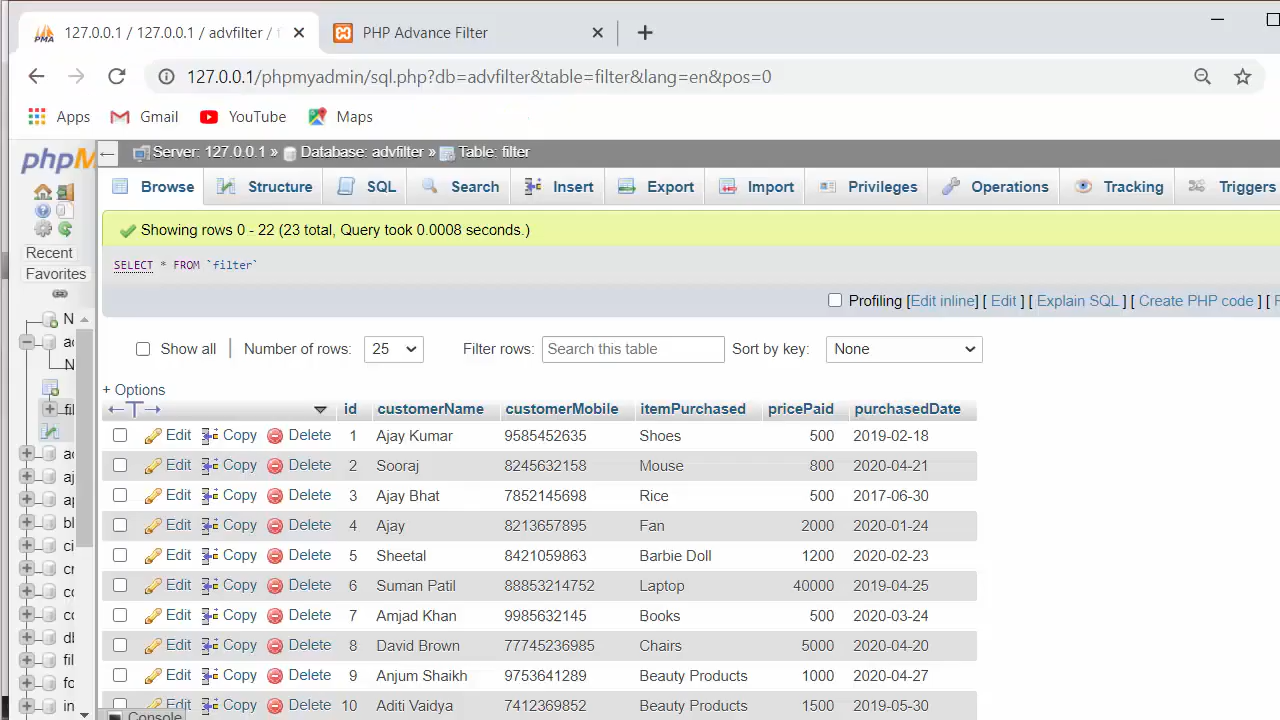 127.0.0.1 / 127.0.0.1 / advfilter / f
PHP Advance Filter
127.0.0.1/phpmyadmin/sql.php?db=advfilter&table=filter&lang=en&pos=0
Apps Gmail YouTube Maps
phpM
Server: 127.0.0.1 » Database: advfilter » Table: filter
Browse Structure SQL Search Insert Export Import Privileges Operations Tracking Triggers
Recent
Favorites
Showing rows 0 - 22 (23 total, Query took 0.0008 seconds.)
SELECT * FROM `filter`
Profiling [Edit inline] [ Edit ] [ Explain SQL ] [ Create PHP code ] [
Show all Number of rows: 25 Filter rows: Search this table Sort by key: None
+ Options
id customerName customerMobile itemPurchased pricePaid purchasedDate
Edit Copy Delete 1 Ajay Kumar 9585452635 Shoes 500 2019-02-18
Edit Copy Delete 2 Sooraj 8245632158 Mouse 800 2020-04-21
Edit Copy Delete 3 Ajay Bhat 7852145698 Rice 500 2017-06-30
Edit Copy Delete 4 Ajay 8213657895 Fan 2000 2020-01-24
Edit Copy Delete 5 Sheetal 8421059863 Barbie Doll 1200 2020-02-23
Edit Copy Delete 6 Suman Patil 88853214752 Laptop 40000 2019-04-25
Edit Copy Delete 7 Amjad Khan 9985632145 Books 500 2020-03-24
Edit Copy Delete 8 David Brown 77745236985 Chairs 5000 2020-04-20
Edit Copy Delete 9 Anjum Shaikh 9753641289 Beauty Products 1000 2020-04-27
Edit Copy Delete 10 Aditi Vaidya 7412369852 Beauty Products 1500 2019-05-30
Console